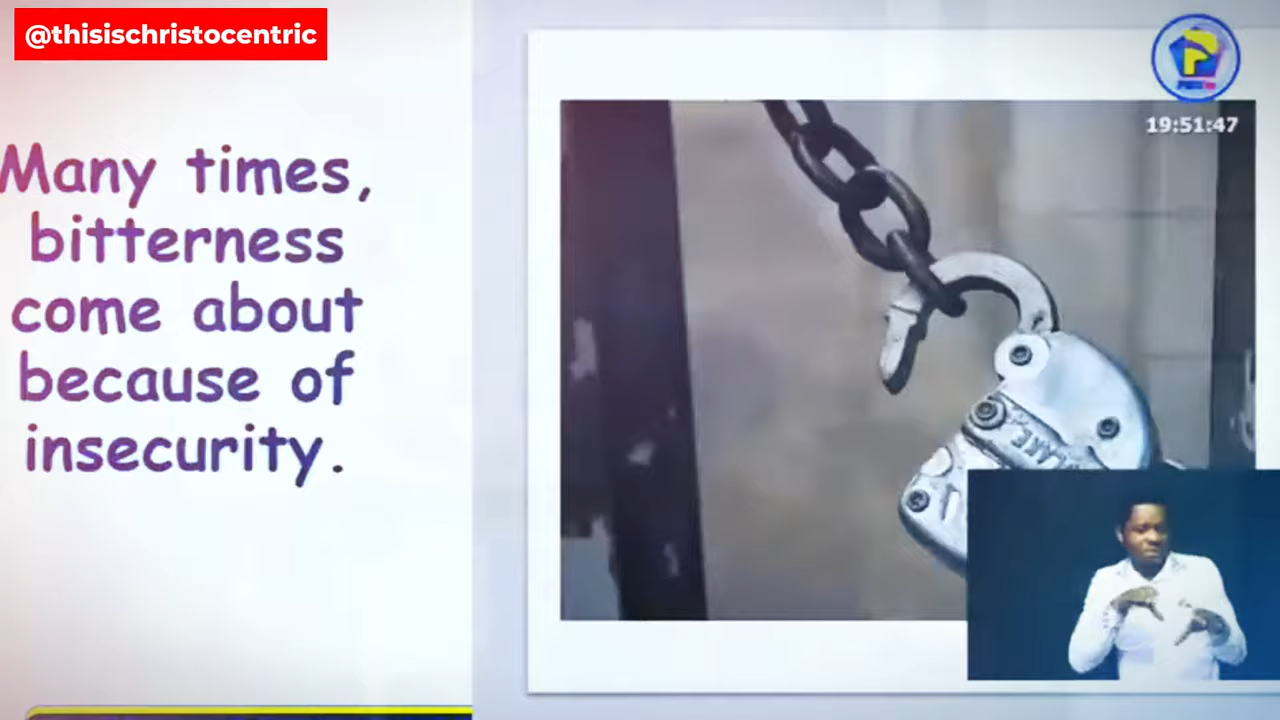 @thisischristocentric
19:51:47
Many times,
bitterness
come about
because of
insecurity.